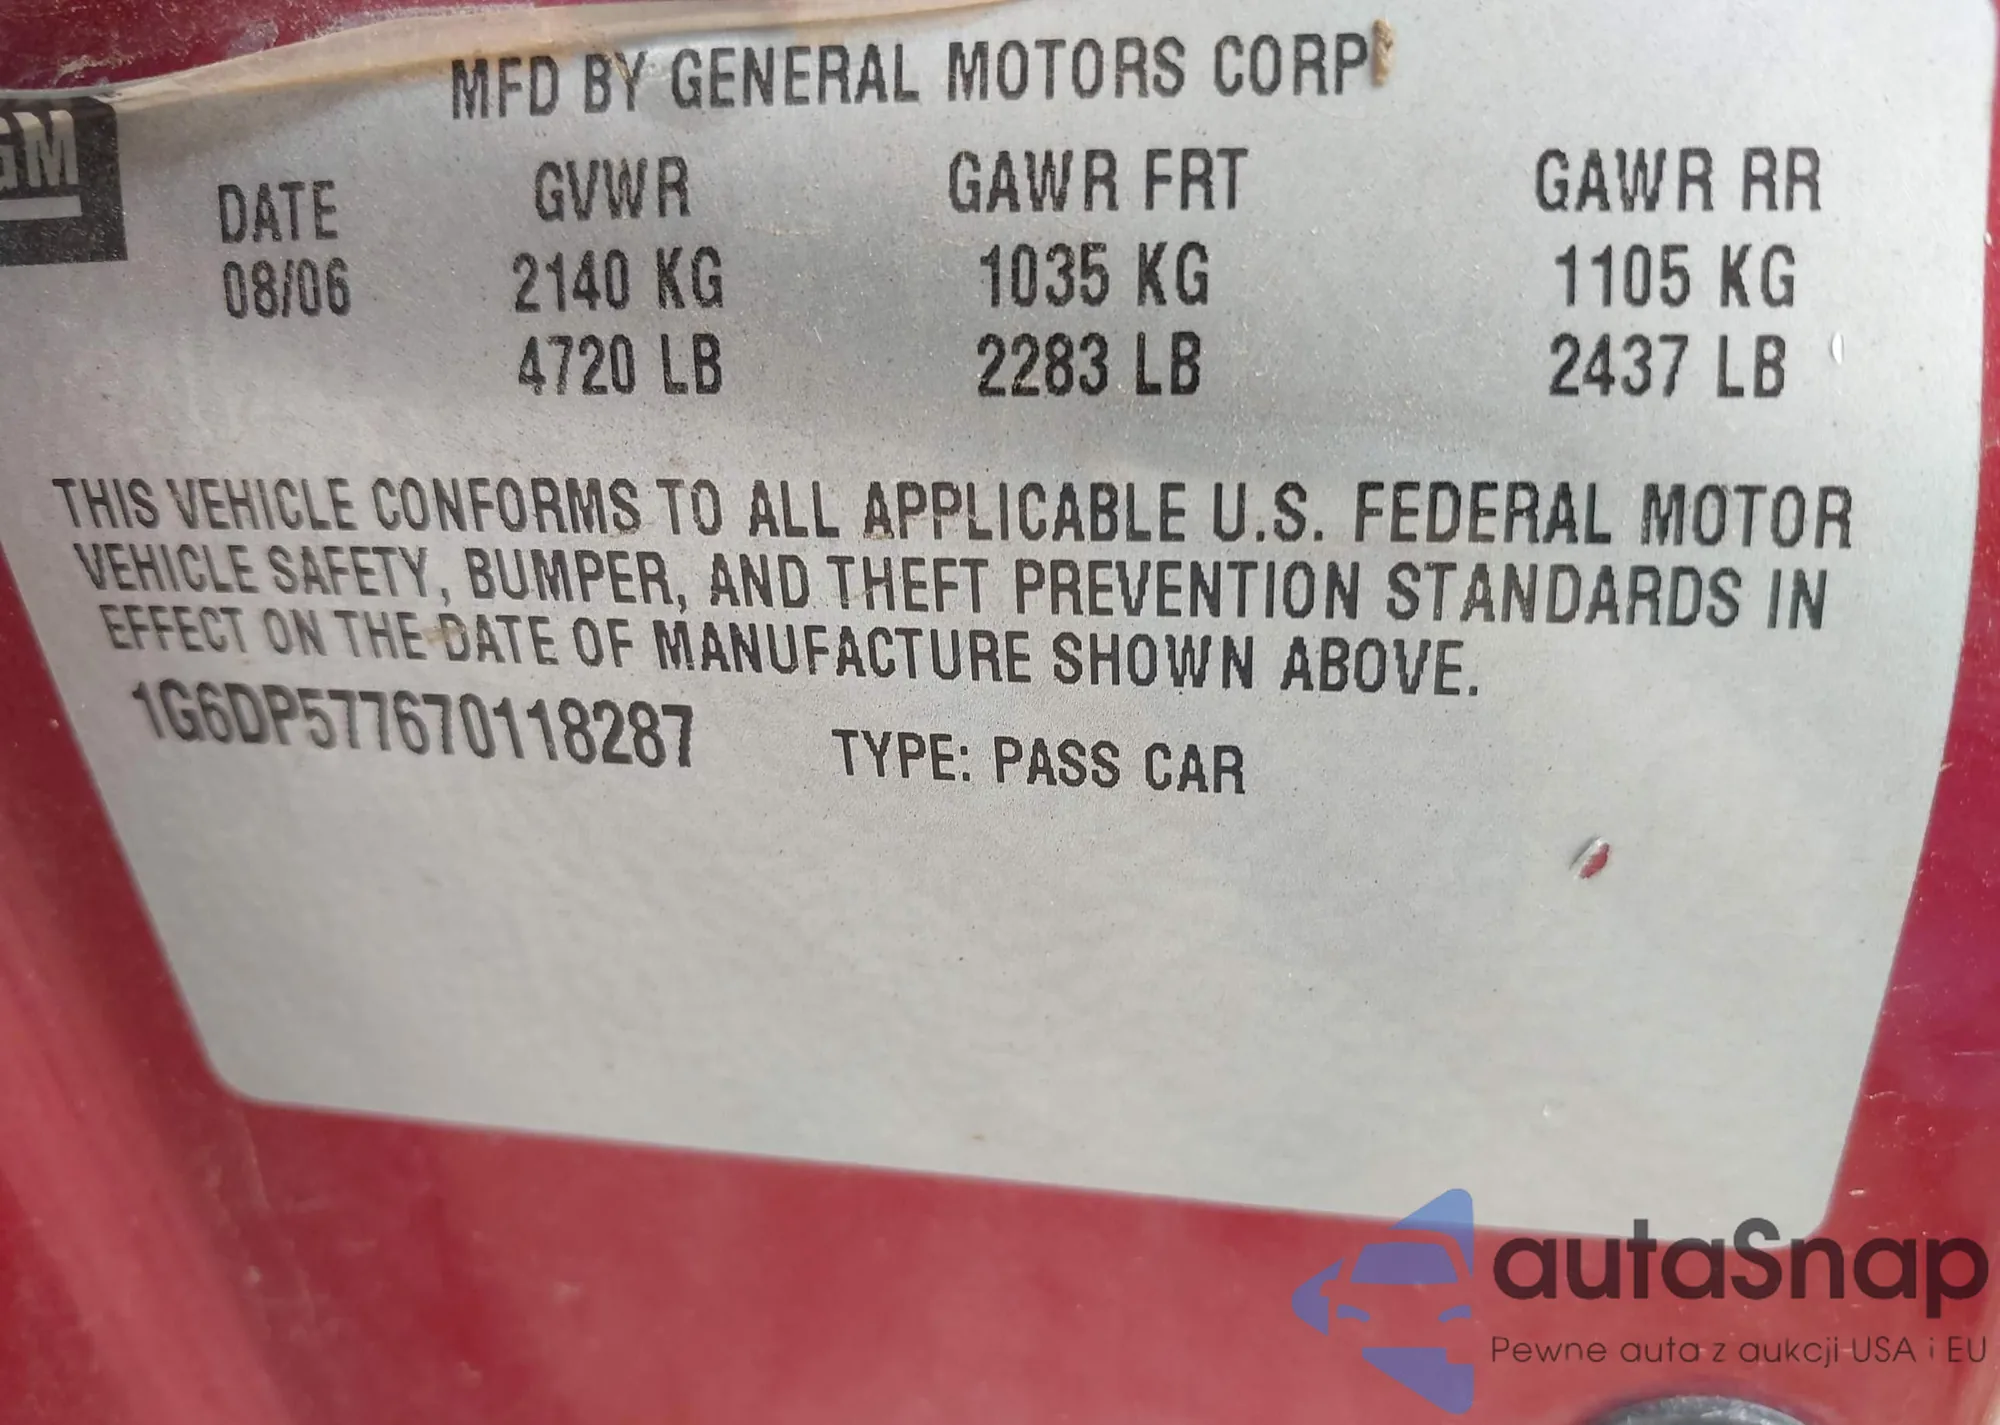 MFD BY GENERAL MOTORS CORP
GM
DATE GVWR GAWR FRT GAWR RR
08/06 2140 KG 1035 KG 1105 KG
4720 LB 2283 LB 2437 LB
THIS VEHICLE CONFORMS TO ALL APPLICABLE U.S. FEDERAL MOTOR
VEHICLE SAFETY, BUMPER, AND THEFT PREVENTION STANDARDS IN
EFFECT ON THE DATE OF MANUFACTURE SHOWN ABOVE.
1G6DP577670118287 TYPE: PASS CAR
autaSnap
Pewne auta z aukcji USA i EU